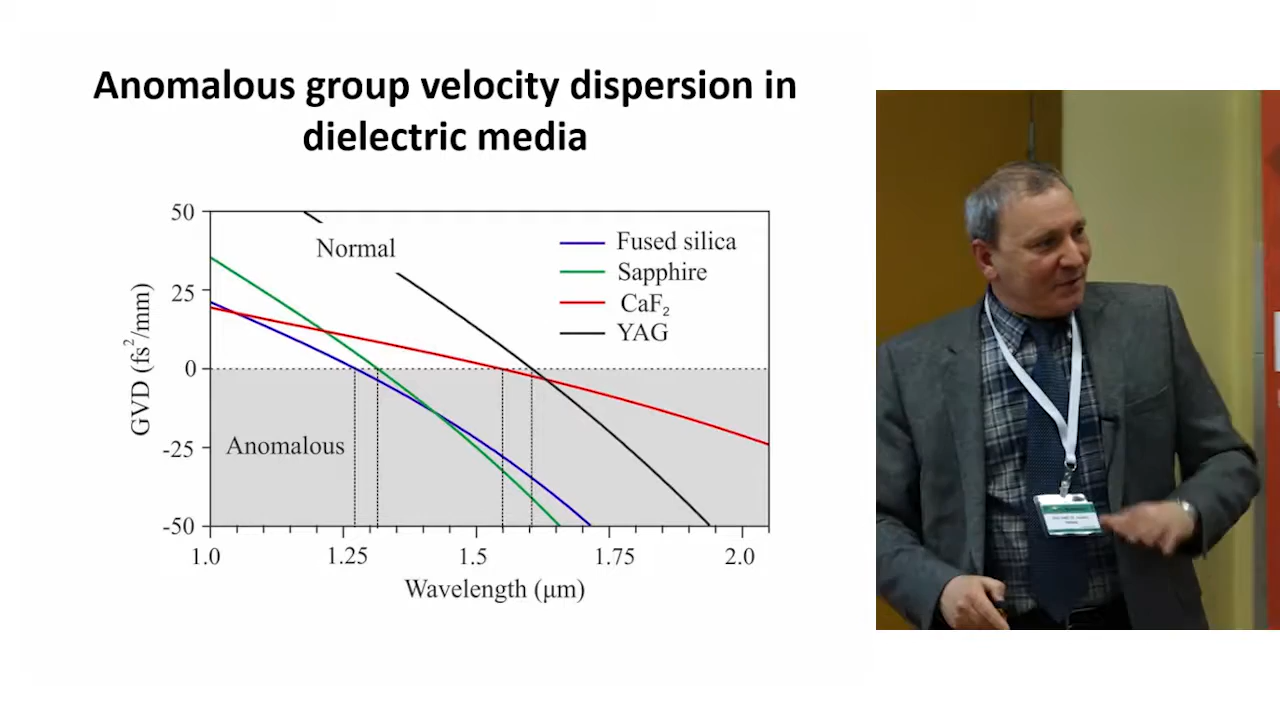 Anomalous group velocity dispersion in
dielectric media
50
25
0
-25
-50
GVD (fs²/mm)
Normal
Anomalous
Fused silica
Sapphire
CaF₂
YAG
1.0
1.25
1.5
1.75
2.0
Wavelength (μm)